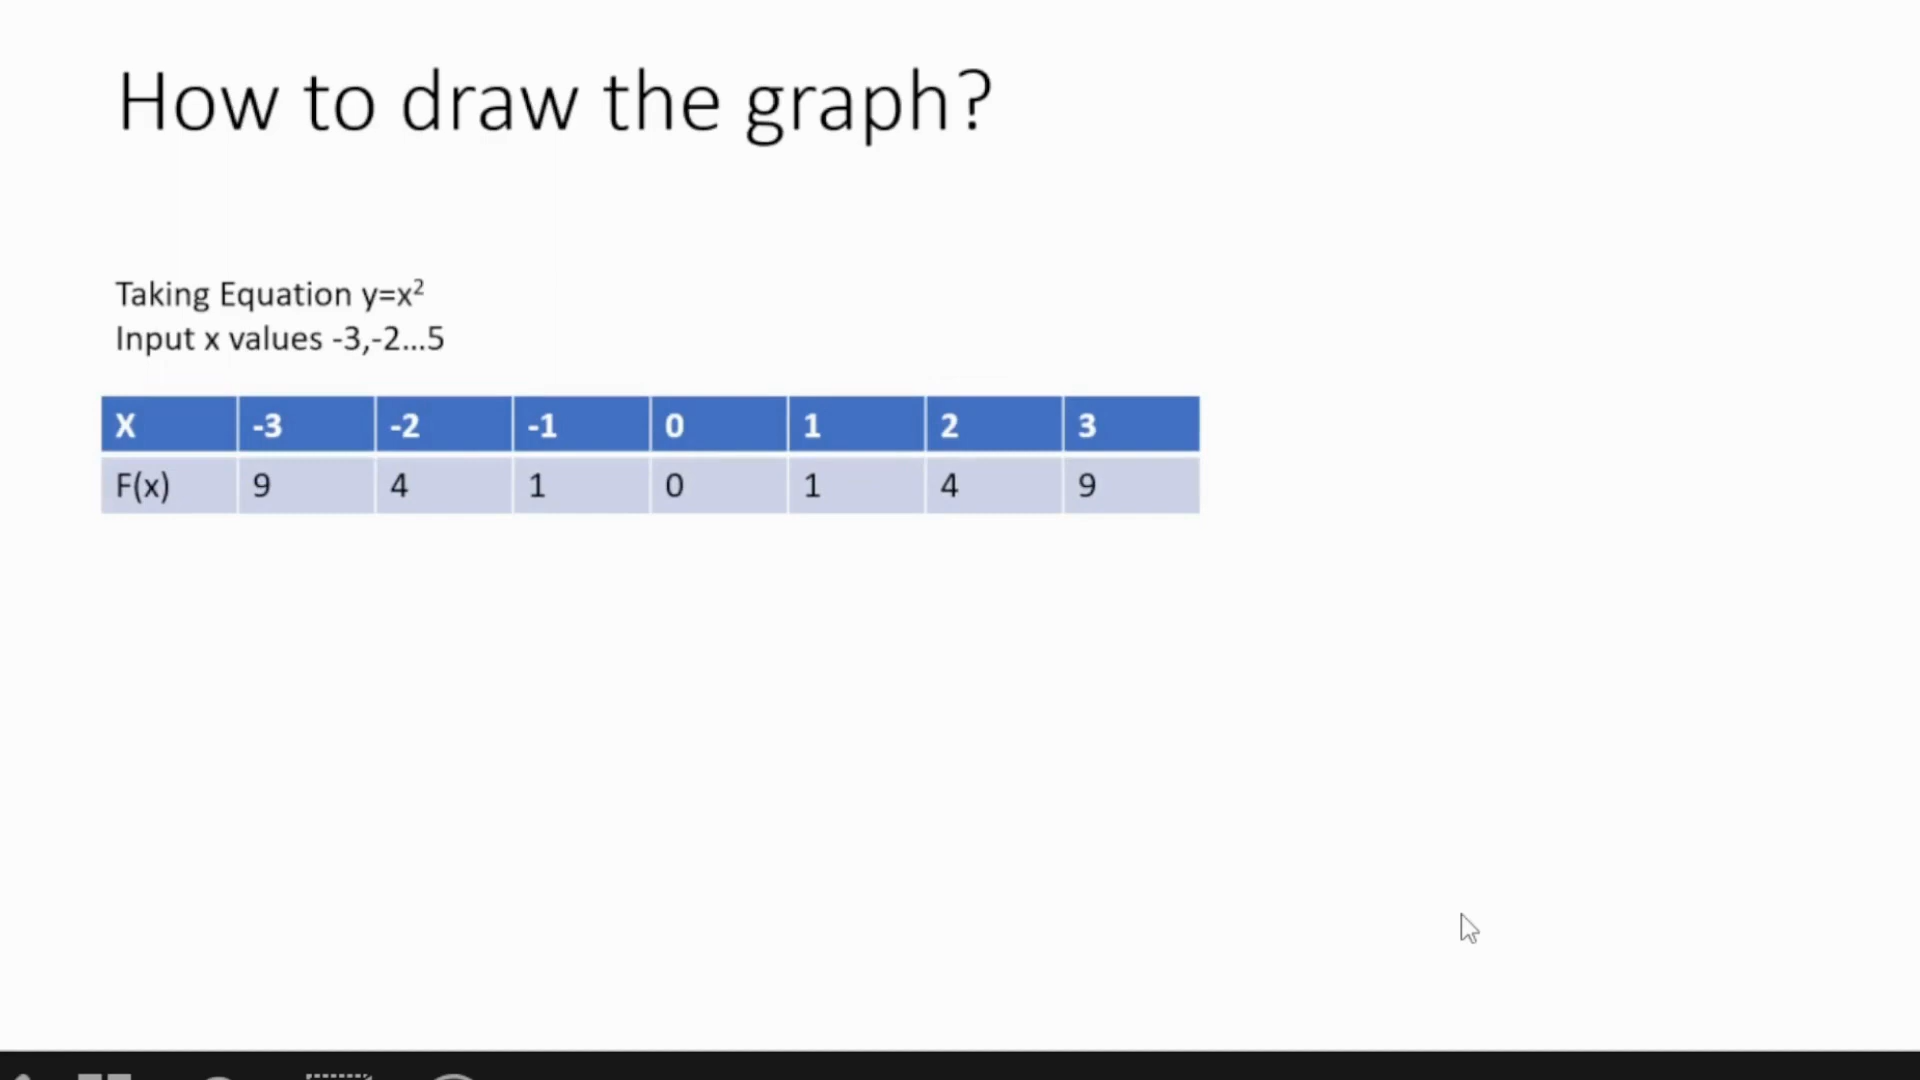 How to draw the graph?
Taking Equation y=x²
Input x values -3,-2...5
X -3 -2 -1 0 1 2 3
F(x) 9 4 1 0 1 4 9